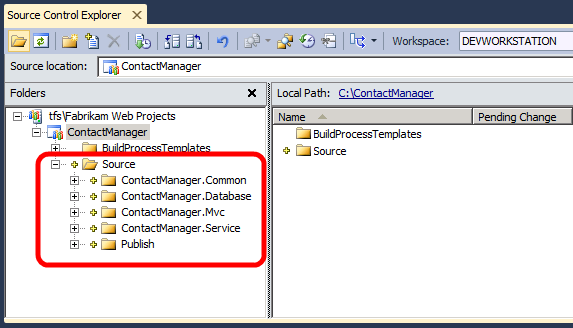 Source Control Explorer
Workspace: DEVWORKSTATION
Source location: ContactManager
Folders
Local Path: C:\ContactManager
tfs\Fabrikam Web Projects
Name Pending Change
ContactManager
BuildProcessTemplates
BuildProcessTemplates
Source
Source
ContactManager.Common
ContactManager.Database
ContactManager.Mvc
ContactManager.Service
Publish